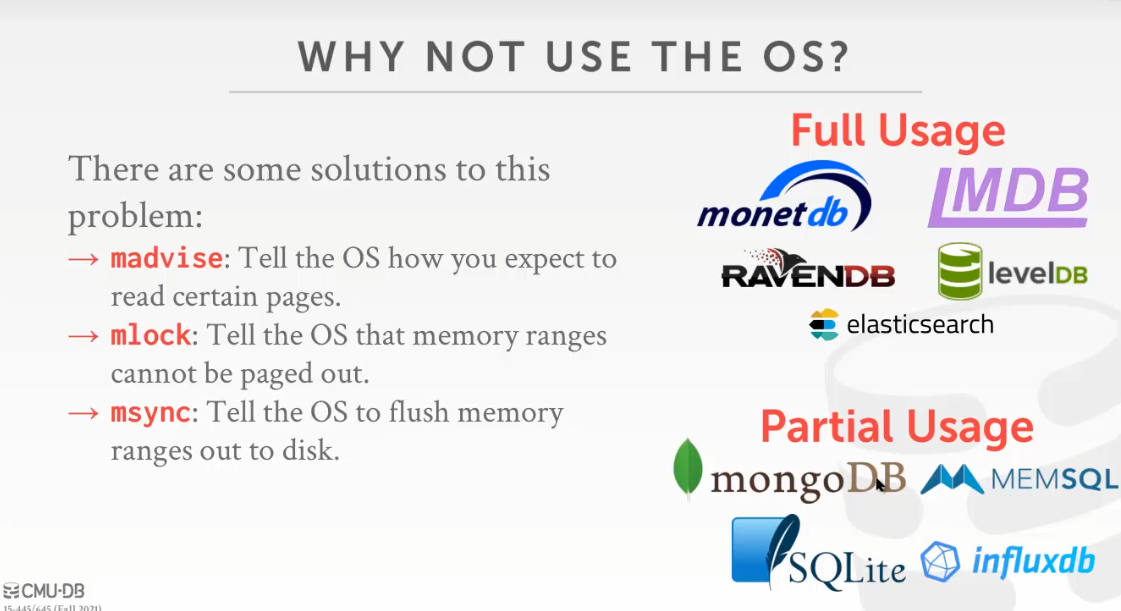 WHY NOT USE THE OS?
There are some solutions to this
problem:
→ madvise: Tell the OS how you expect to
read certain pages.
→ mlock: Tell the OS that memory ranges
cannot be paged out.
→ msync: Tell the OS to flush memory
ranges out to disk.
Full Usage
monetdb
LMDB
RAVENDB
levelDB
elasticsearch
Partial Usage
mongoDB
MEMSQL
SQLite
influxdb
CMU·DB
15-445/645 (Fall 2021)